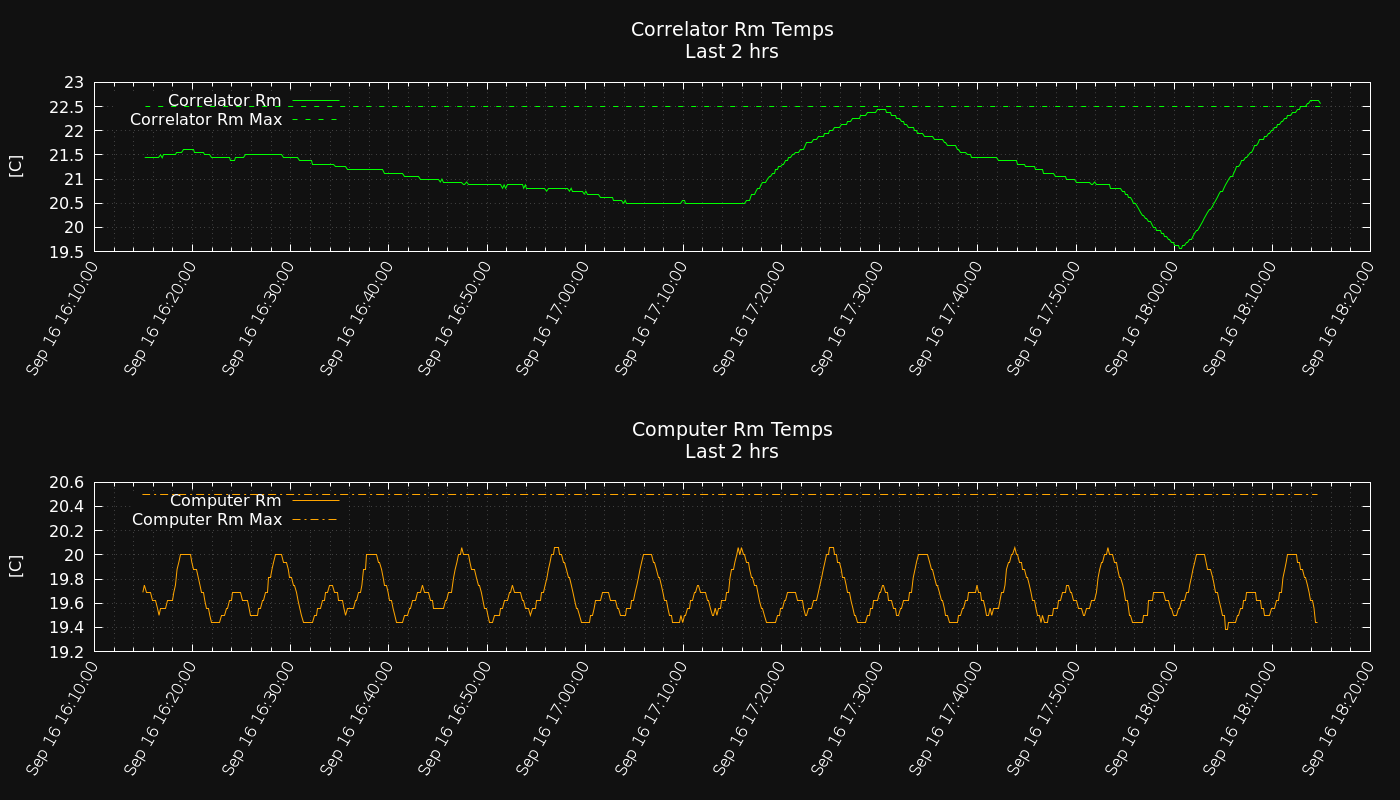 Correlator Rm Temps
Last 2 hrs
[C]
23
22.5
22
21.5
21
20.5
20
19.5
Correlator Rm
Correlator Rm Max
Sep 16 16:10:00
Sep 16 16:20:00
Sep 16 16:30:00
Sep 16 16:40:00
Sep 16 16:50:00
Sep 16 17:00:00
Sep 16 17:10:00
Sep 16 17:20:00
Sep 16 17:30:00
Sep 16 17:40:00
Sep 16 17:50:00
Sep 16 18:00:00
Sep 16 18:10:00
Sep 16 18:20:00
Computer Rm Temps
Last 2 hrs
[C]
20.6
20.4
20.2
20
19.8
19.6
19.4
19.2
Computer Rm
Computer Rm Max
Sep 16 16:10:00
Sep 16 16:20:00
Sep 16 16:30:00
Sep 16 16:40:00
Sep 16 16:50:00
Sep 16 17:00:00
Sep 16 17:10:00
Sep 16 17:20:00
Sep 16 17:30:00
Sep 16 17:40:00
Sep 16 17:50:00
Sep 16 18:00:00
Sep 16 18:10:00
Sep 16 18:20:00